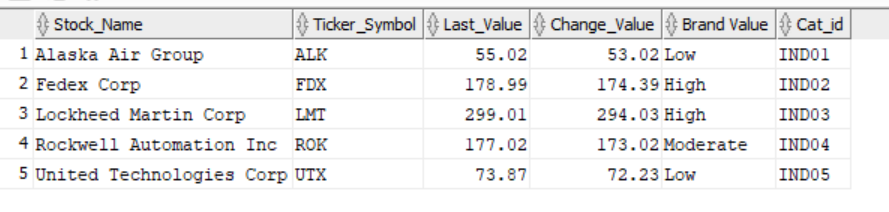 Stock_Name Ticker_Symbol Last_Value Change_Value Brand Value Cat_id
1 Alaska Air Group ALK 55.02 53.02 Low IND01
2 Fedex Corp FDX 178.99 174.39 High IND02
3 Lockheed Martin Corp LMT 299.01 294.03 High IND03
4 Rockwell Automation Inc ROK 177.02 173.02 Moderate IND04
5 United Technologies Corp UTX 73.87 72.23 Low IND05